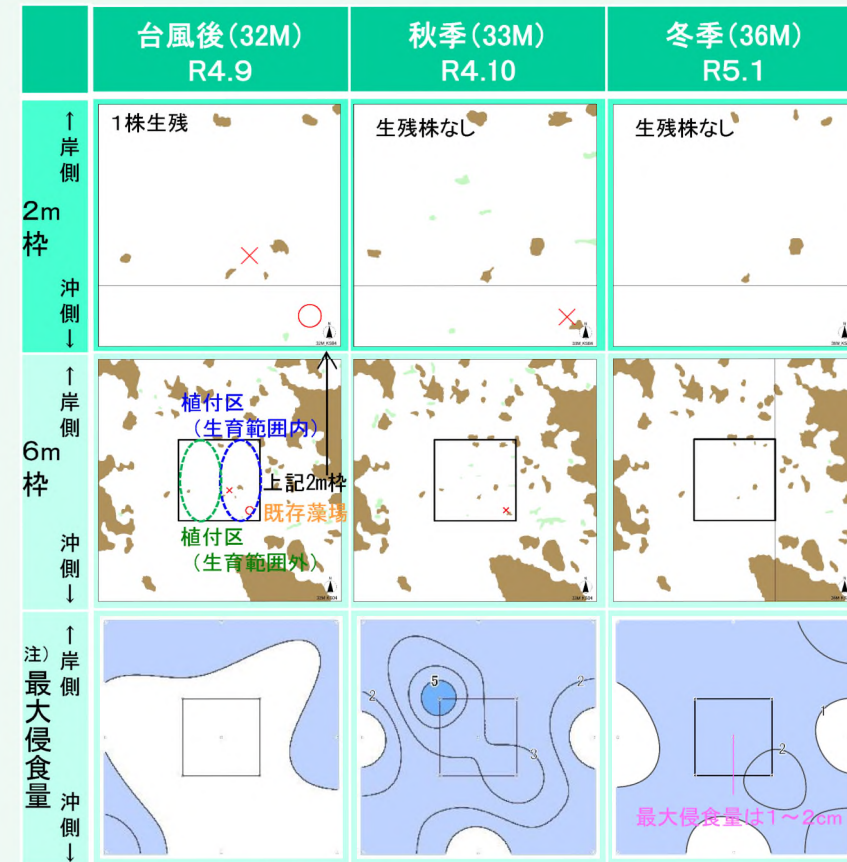 台風後(32M)
R4.9
秋季(33M)
R4.10
冬季(36M)
R5.1
↑岸側
2m枠
沖側↓
1株生残
生残株なし
生残株なし
↑岸側
6m枠
沖側↓
植付区
(生育範囲内)
上記2m枠
既存藻場
植付区
(生育範囲外)
↑岸側
注)最大侵食量
沖側↓
5
2
2
3
1
2
最大侵食量は1～2cm